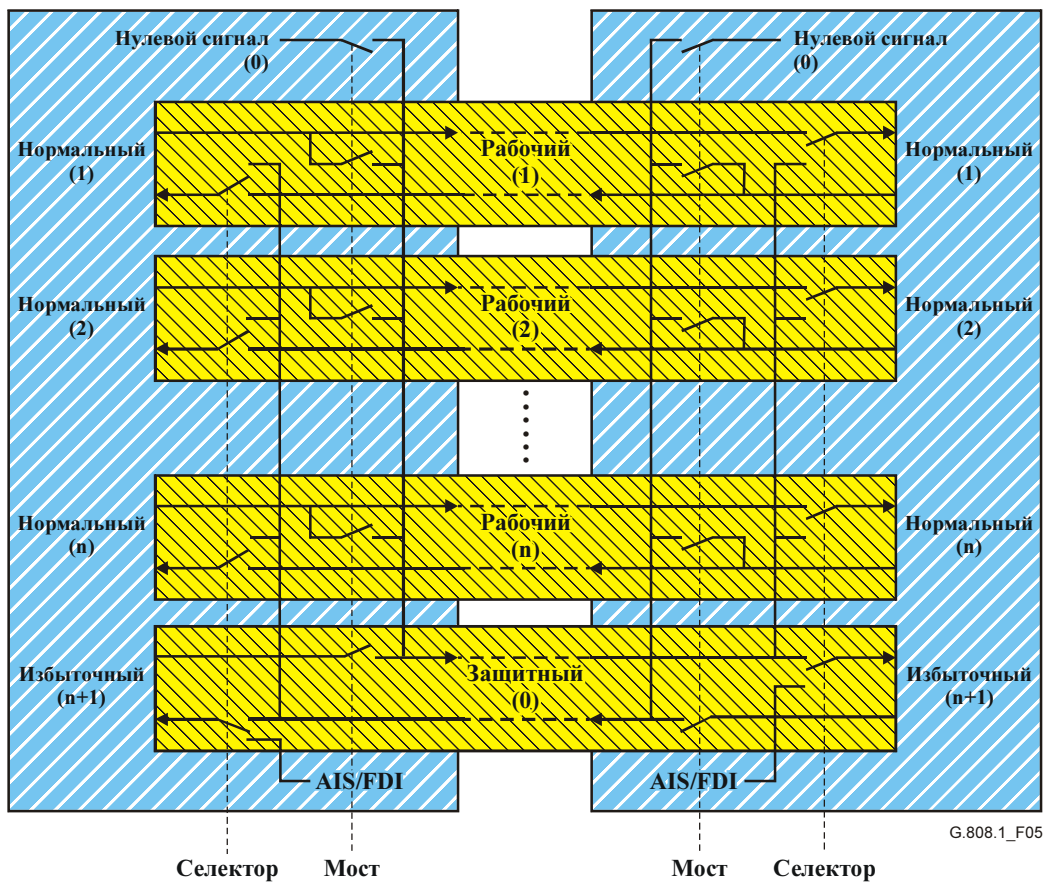 Нулевой сигнал
(0)
Нулевой сигнал
(0)
Нормальный
(1)
Рабочий
(1)
Нормальный
(1)
Нормальный
(2)
Рабочий
(2)
Нормальный
(2)
Нормальный
(n)
Рабочий
(n)
Нормальный
(n)
Избыточный
(n+1)
Защитный
(0)
Избыточный
(n+1)
AIS/FDI
AIS/FDI
G.808.1_F05
Селектор
Мост
Мост
Селектор